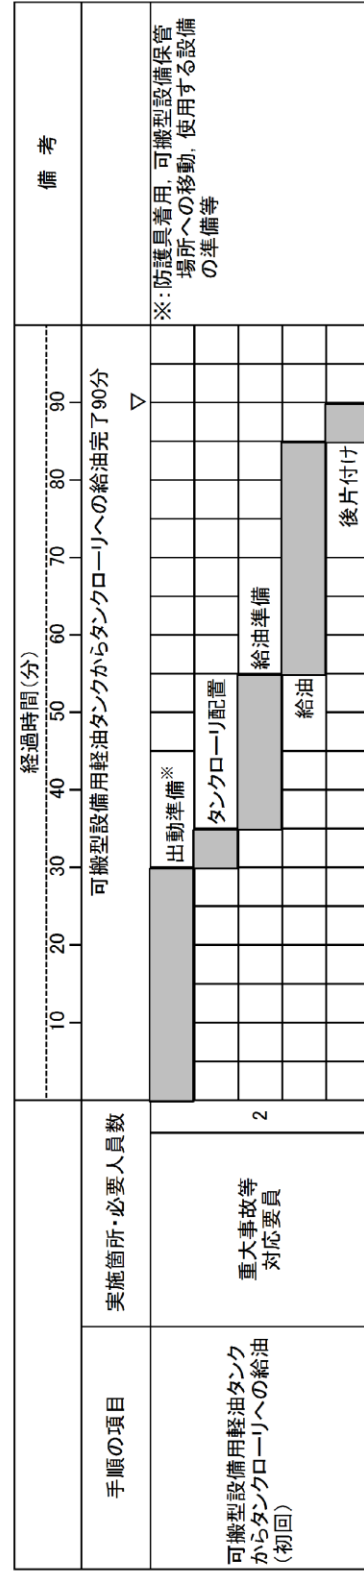 経過時間(分)
備 考
10 20 30 40 50 60 70 80 90
手順の項目
実施箇所・必要人員数
可搬型設備用軽油タンクからタンクローリへの給油完了90分
▽
可搬型設備用軽油タンク
からタンクローリへの給油
(初回)
重大事故等
対応要員
2
出動準備※
タンクローリ配置
給油準備
給油
後片付け
※:防護具着用,可搬型設備保管
場所への移動,使用する設備
の準備等